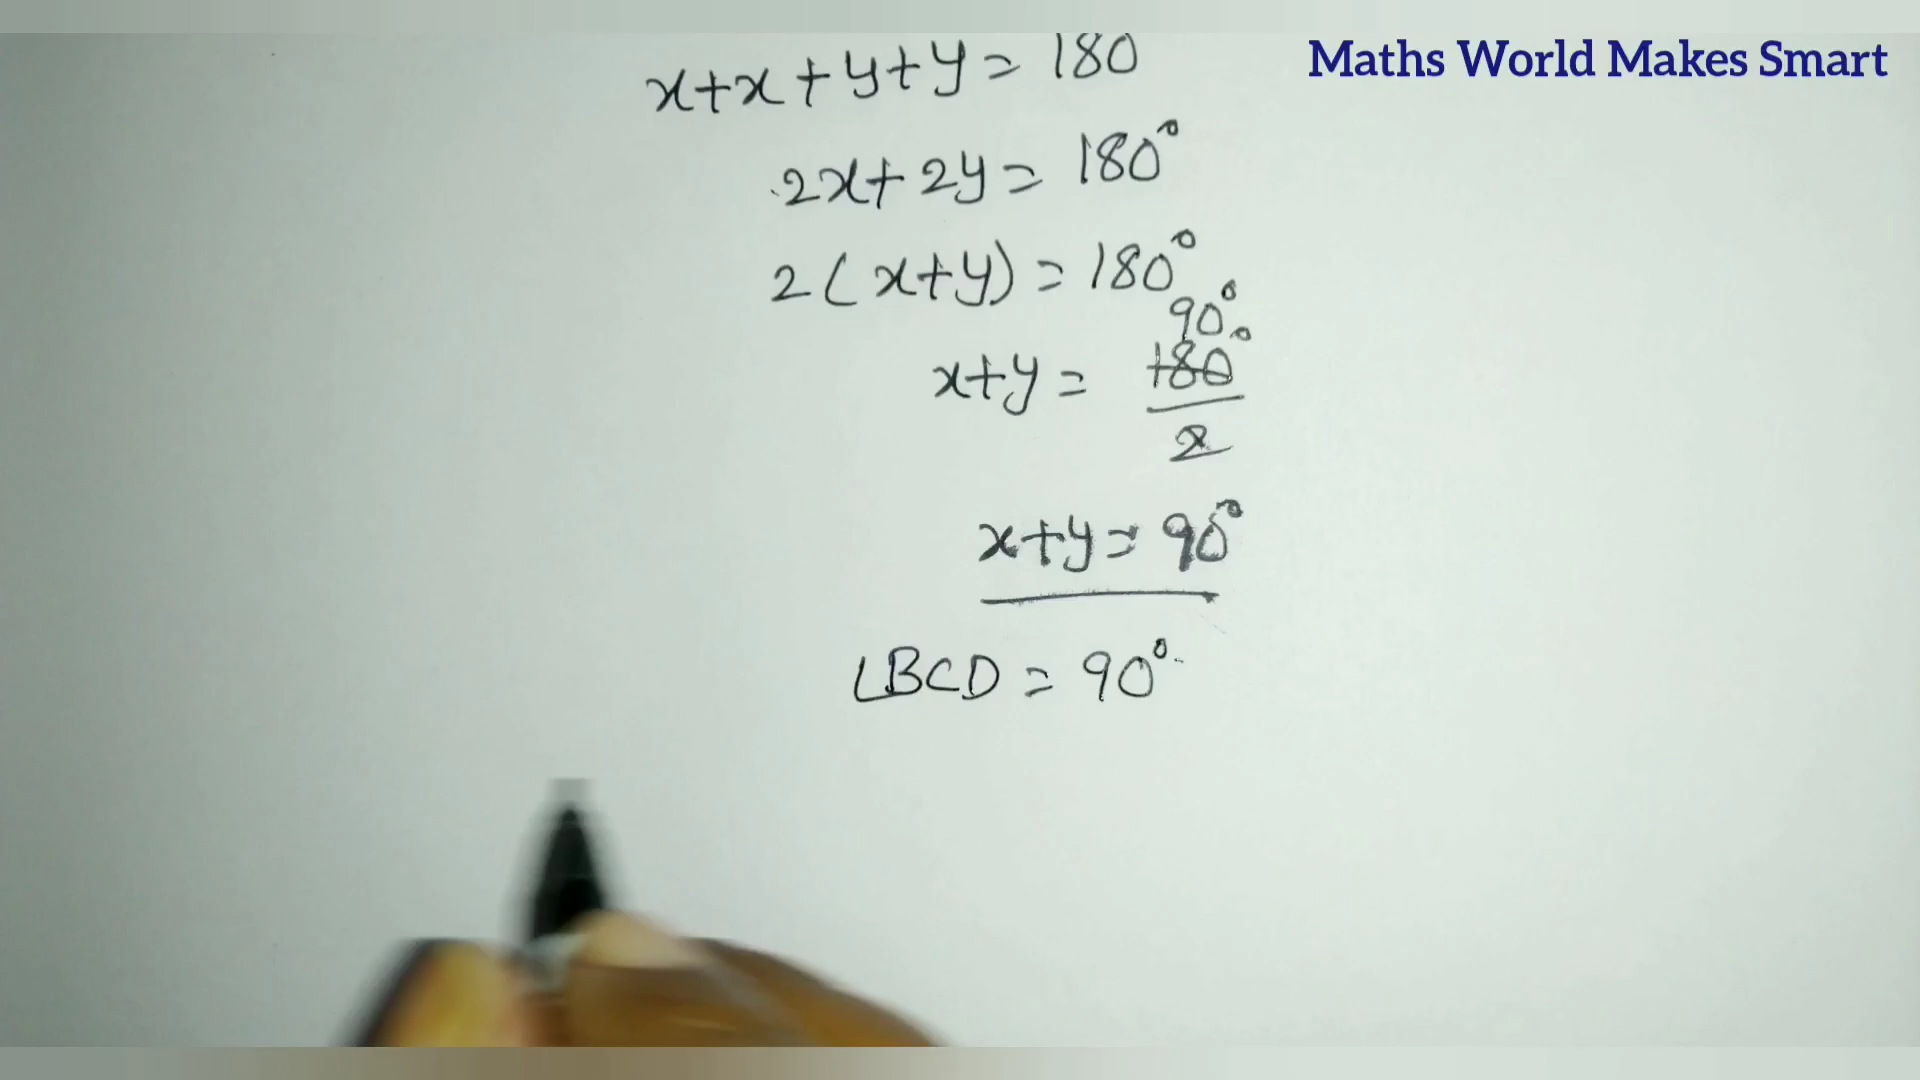 Maths World Makes Smart
x+x+y+y= 180
2x+2y= 180°
2(x+y)=180°
90°
x+y= 180°
2
x+y= 90°
∠BCD = 90°